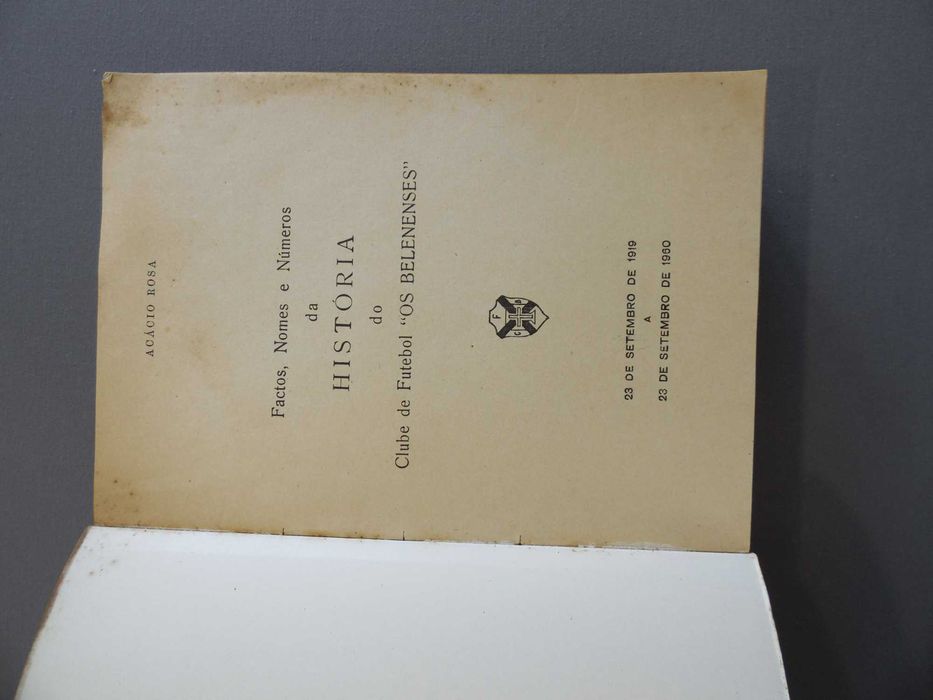 ACÁCIO ROSA
Factos, Nomes e Números
da
HISTÓRIA
do
Clube de Futebol "OS BELENENSES"
F
C B
23 DE SETEMBRO DE 1919
A
23 DE SETEMBRO DE 1960